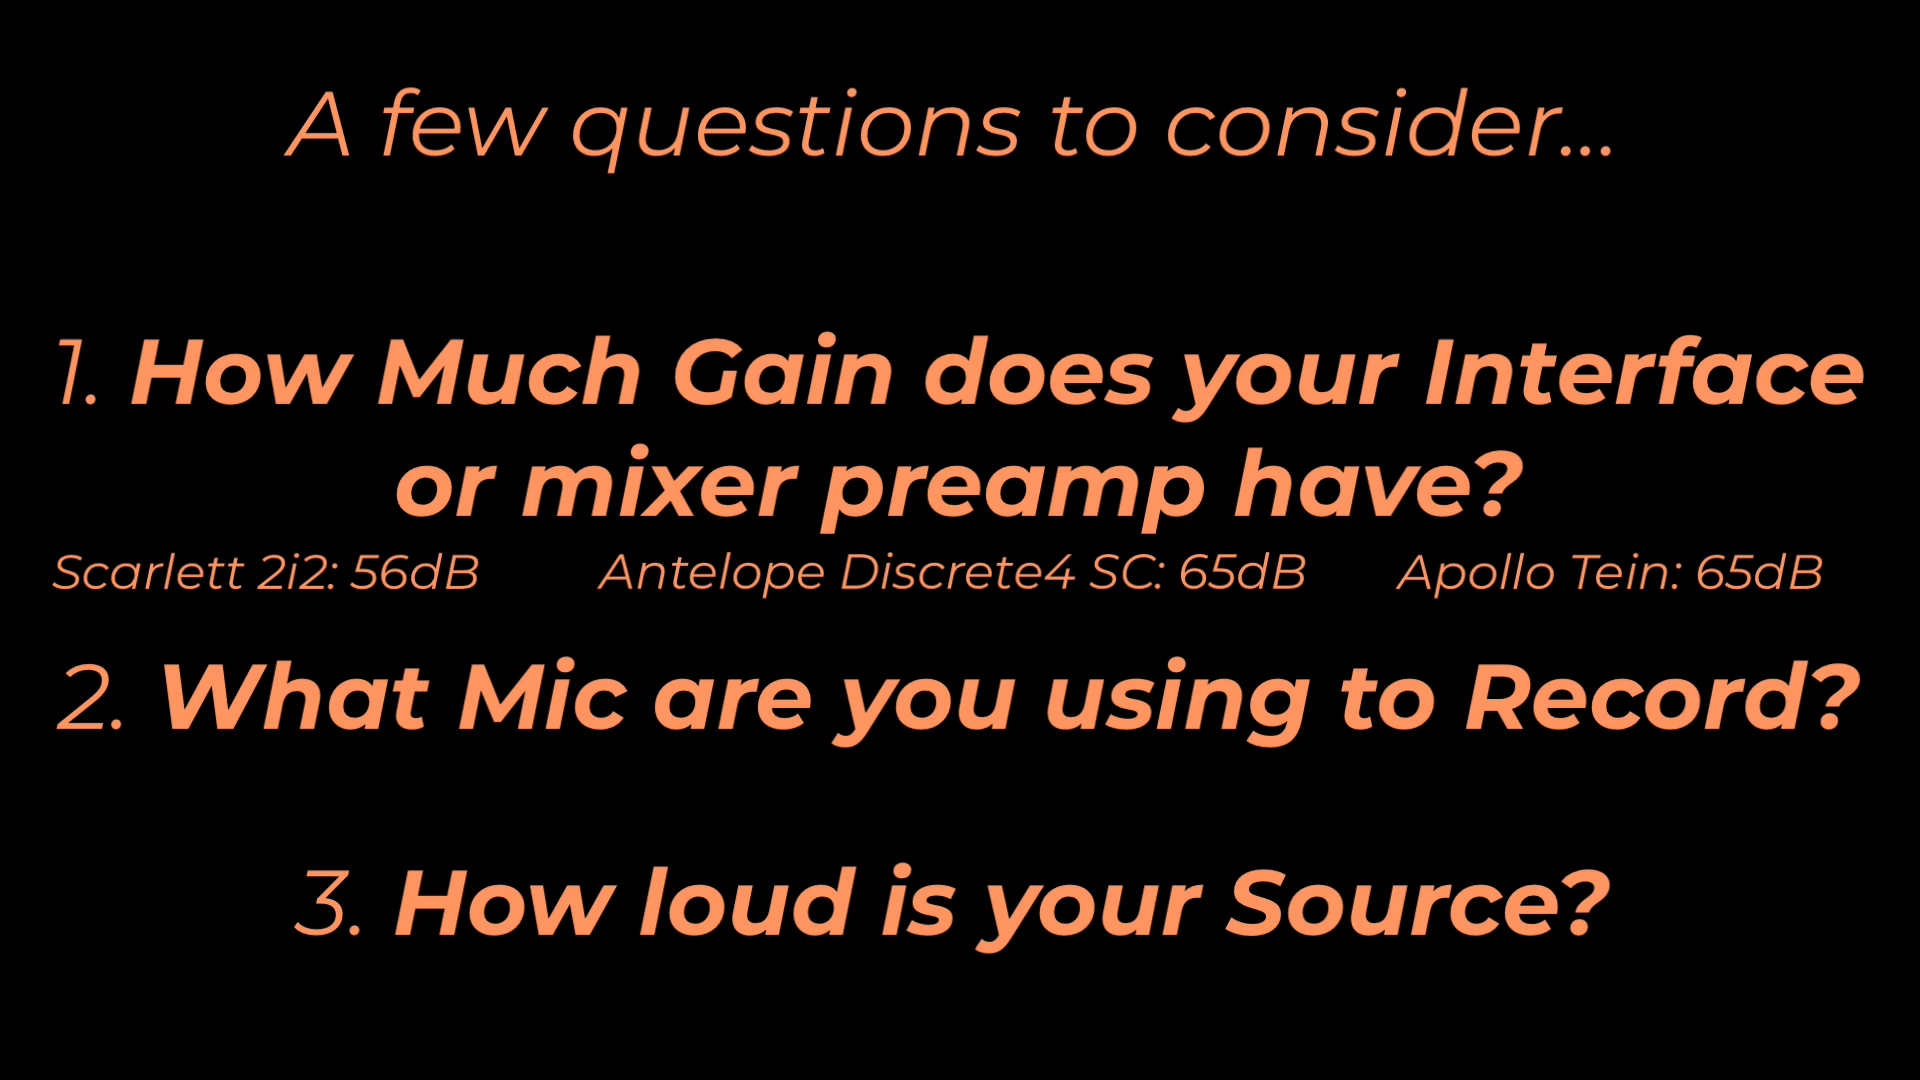 A few questions to consider...
1. How Much Gain does your Interface
or mixer preamp have?
Scarlett 2i2: 56dB Antelope Discrete4 SC: 65dB Apollo Tein: 65dB
2. What Mic are you using to Record?
3. How loud is your Source?